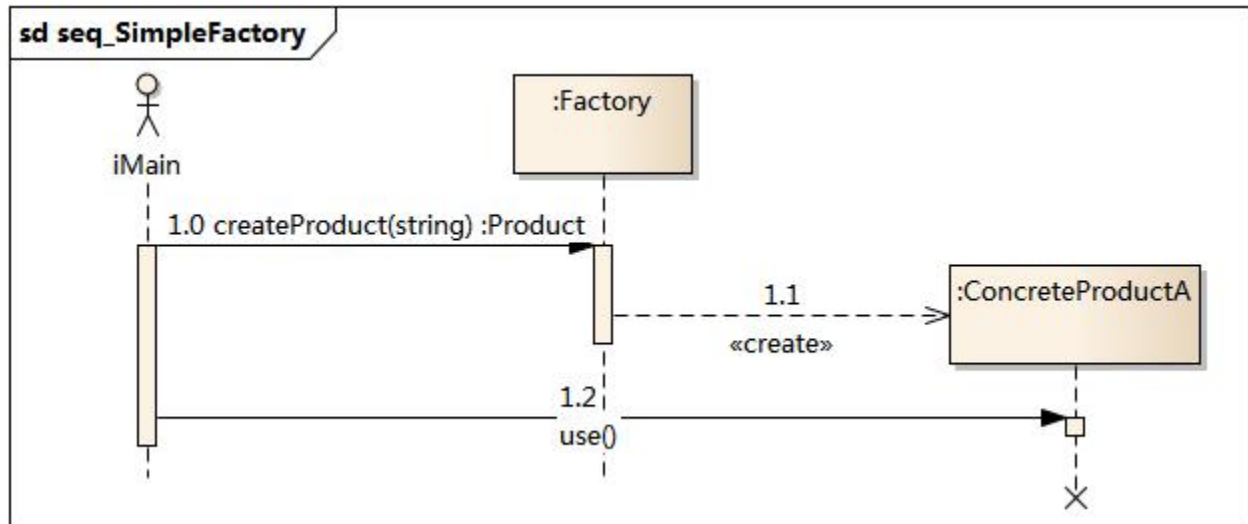 sd seq_SimpleFactory
:Factory
iMain
1.0 createProduct(string) :Product
:ConcreteProductA
1.1
«create»
1.2
use()